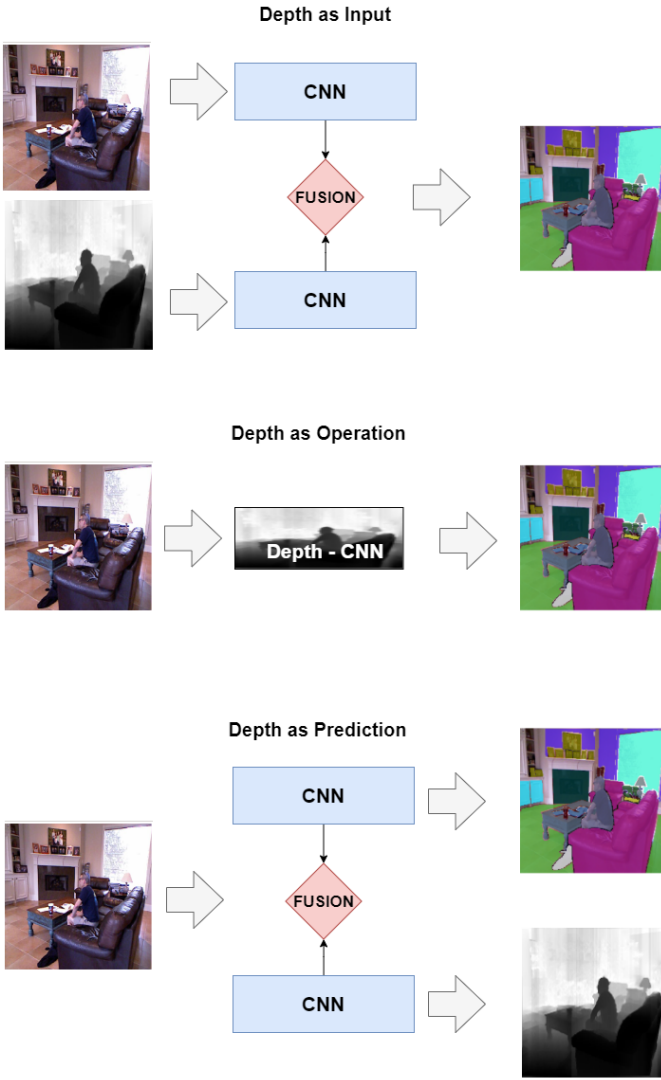 Depth as Input
CNN
FUSION
CNN
Depth as Operation
Depth - CNN
Depth as Prediction
CNN
FUSION
CNN